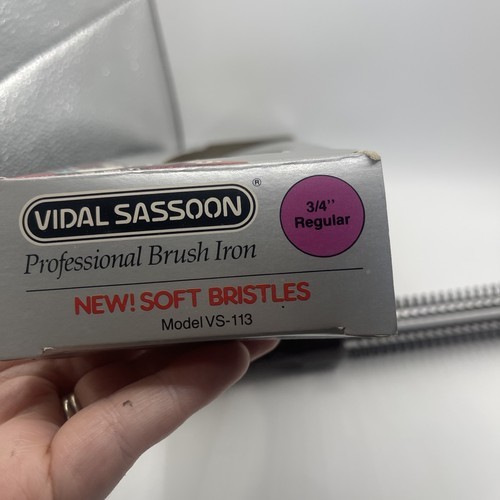 VIDAL SASSOON®
3/4"
Regular
Professional Brush Iron
NEW! SOFT BRISTLES
Model VS-113